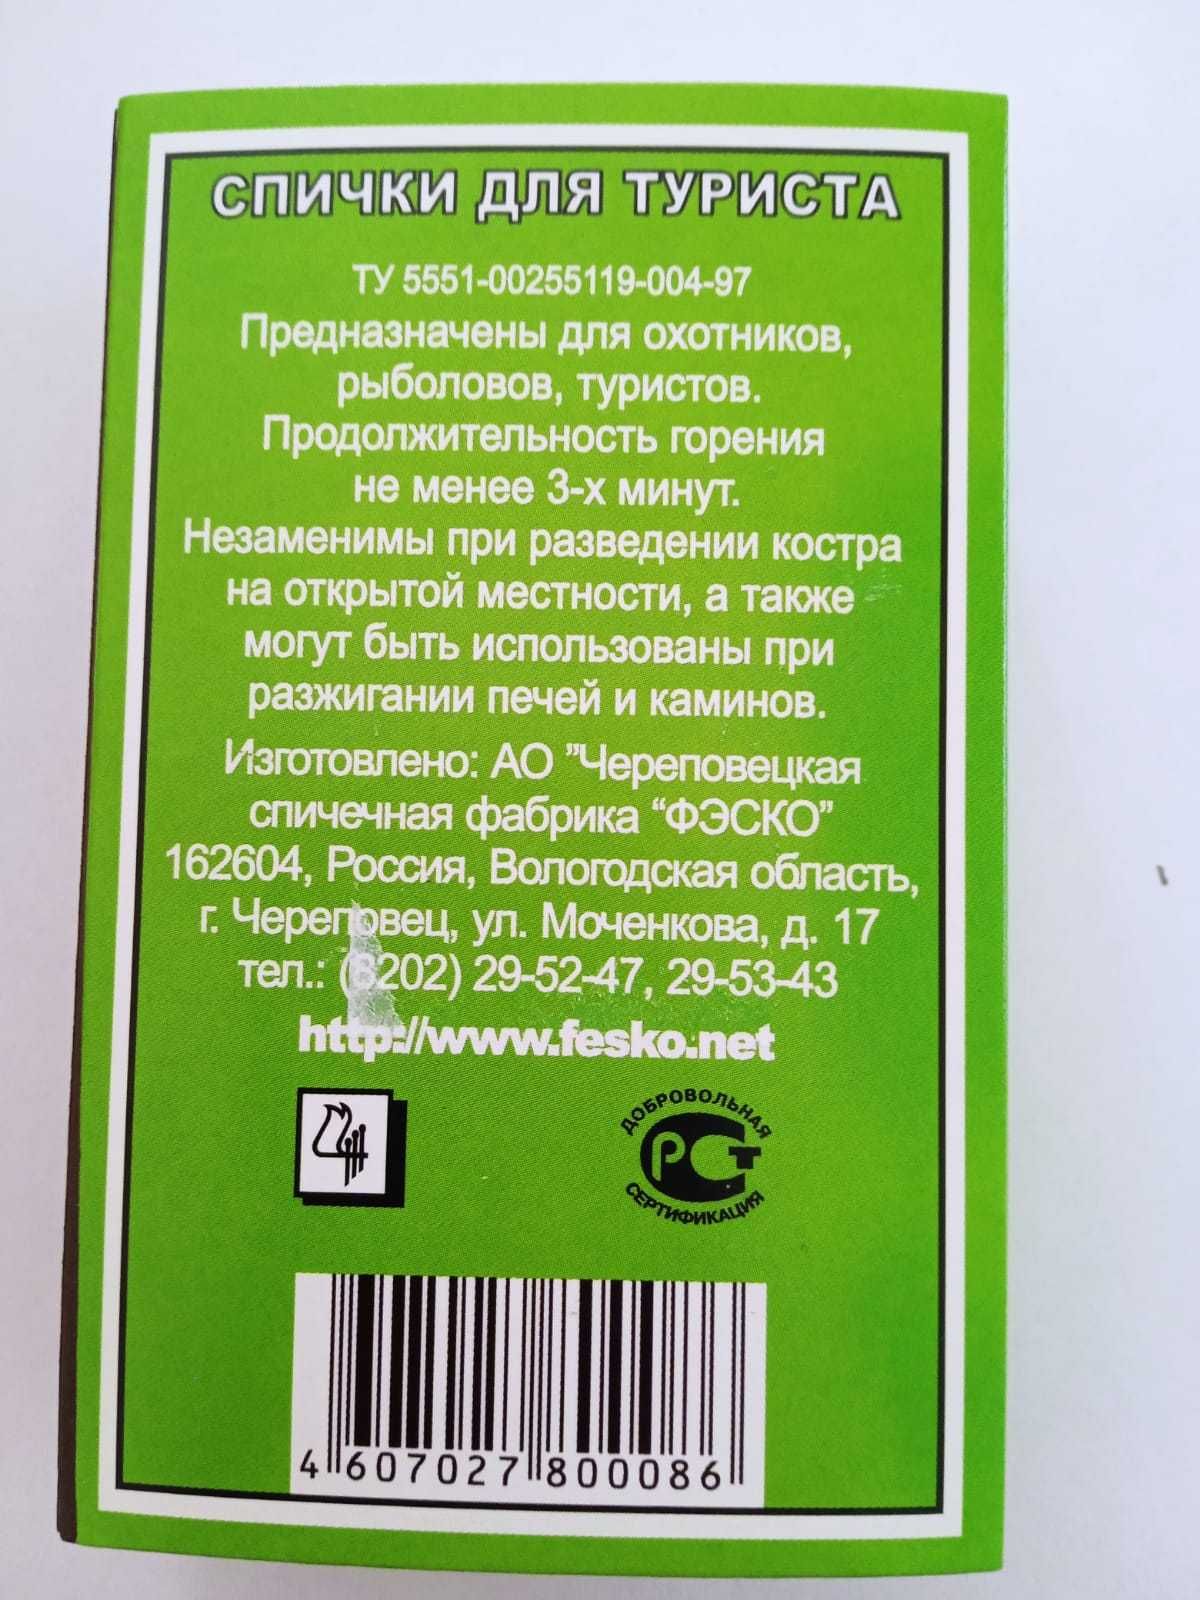 СПИЧКИ ДЛЯ ТУРИСТА
ТУ 5551-00255119-004-97
Предназначены для охотников,
рыболовов, туристов.
Продолжительность горения
не менее 3-х минут.
Незаменимы при разведении костра
на открытой местности, а также
могут быть использованы при
разжигании печей и каминов.
Изготовлено: АО ”Череповецкая
спичечная фабрика “ФЭСКО”
162604, Россия, Вологодская область,
г. Череповец, ул. Моченкова, д. 17
тел.: (8202) 29-52-47, 29-53-43
http://www.fesko.net
ДОБРОВОЛЬНАЯ
РСТ
СЕРТИФИКАЦИЯ
4 607027 800086